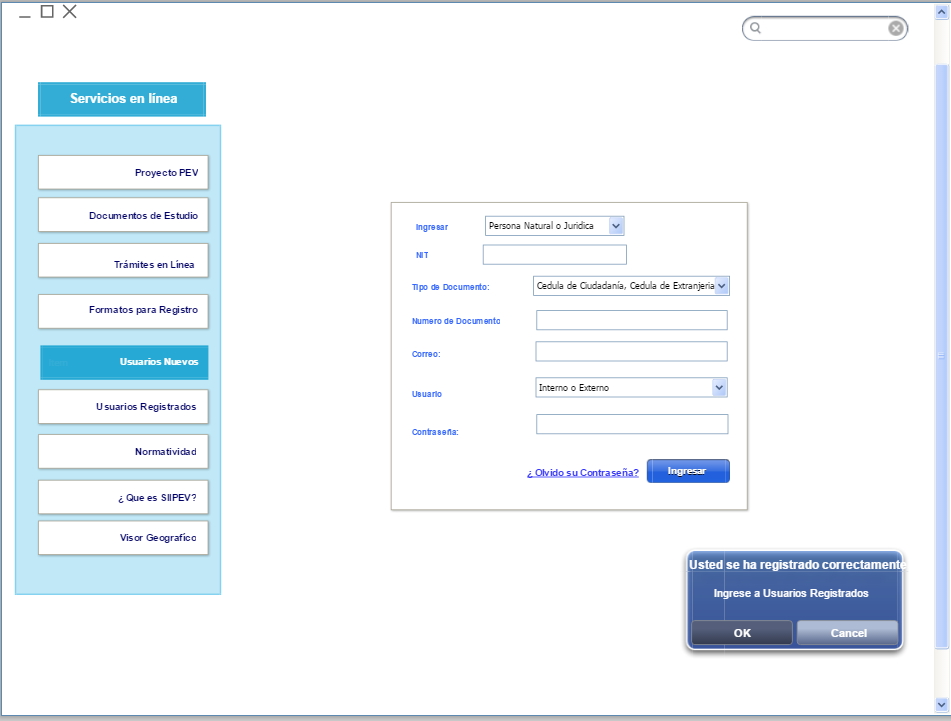 Servicios en línea
Proyecto PEV
Documentos de Estudio
Trámites en Línea
Formatos para Registro
Usuarios Nuevos
Usuarios Registrados
Normatividad
¿ Que es SIIPEV?
Visor Geografíco
Ingresar
Persona Natural o Juridica
NIT
Tipo de Documento:
Cedula de Ciudadanía, Cedula de Extranjeria
Numero de Documento
Correo:
Usuario
Interno o Externo
Contraseña:
¿ Olvido su Contraseña?
Ingresar
Usted se ha registrado correctamente
Ingrese a Usuarios Registrados
OK
Cancel